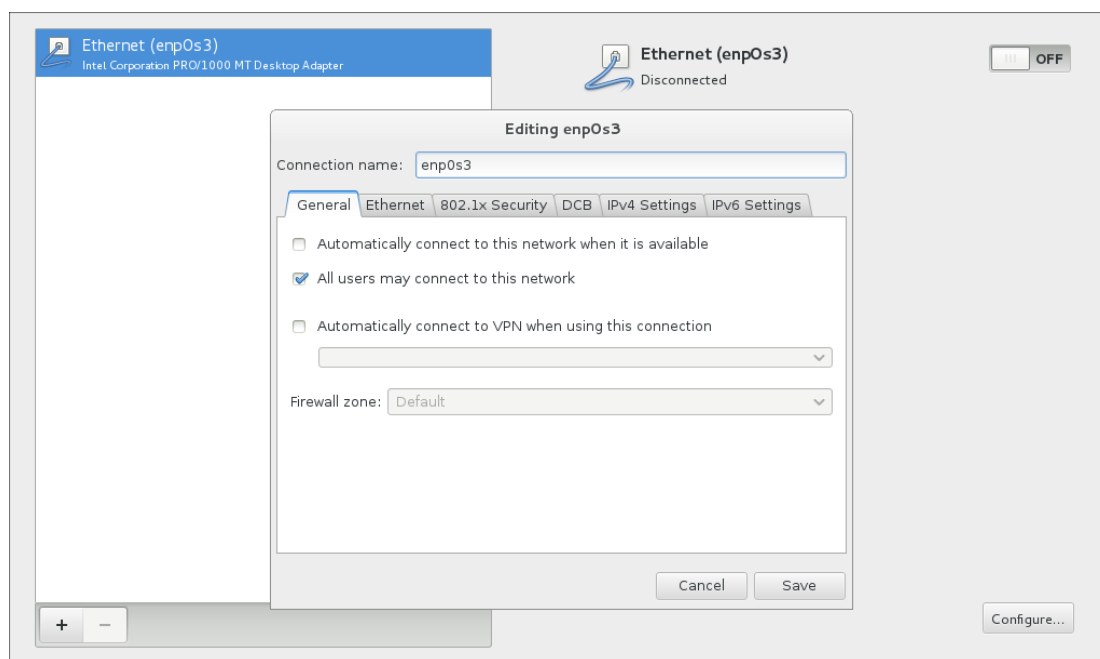 Ethernet (enp0s3)
Intel Corporation PRO/1000 MT Desktop Adapter
Ethernet (enp0s3)
Disconnected
OFF
Editing enp0s3
Connection name: enp0s3
General Ethernet 802.1x Security DCB IPv4 Settings IPv6 Settings
Automatically connect to this network when it is available
All users may connect to this network
Automatically connect to VPN when using this connection
Firewall zone: Default
Cancel Save
+ −
Configure...